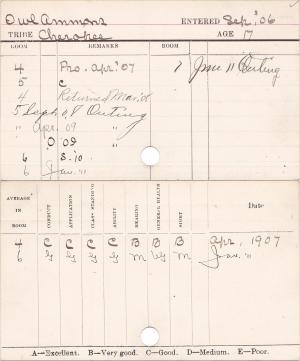 Owl Ammons ENTERED Sep. 3 06
TRIBE Cherokee AGE 17
ROOM REMARKS ROOM
4 Pro. Apr. '07 7 June 11 Outing
5 C
4 Returned Mar. 08
5 Sept. 08 Outing
" Apr. 09 "
O 09 "
6 S. 10
6 Jan. 11
AVERAGE IN ROOM CONDUCT APPLICATION CLASS STANDING ABILITY READING GENERAL HEALTH SIGHT Date
4 C C C C B B B Apr, 1907
6 G G G G M G M Jan. 11
A—Excellent. B—Very good. C—Good. D—Medium. E—Poor.